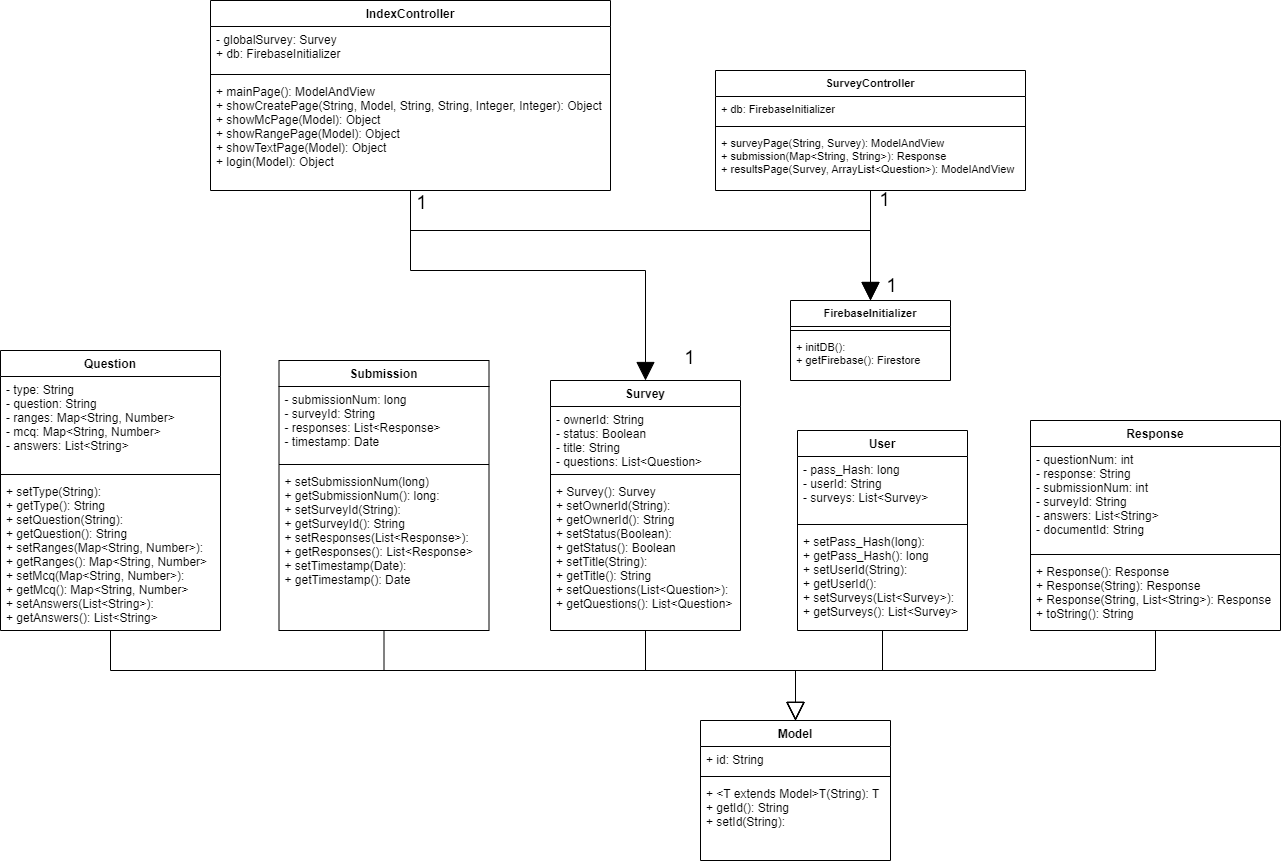 IndexController
- globalSurvey: Survey
+ db: FirebaseInitializer
+ mainPage(): ModelAndView
+ showCreatePage(String, Model, String, String, Integer, Integer): Object
+ showMcPage(Model): Object
+ showRangePage(Model): Object
+ showTextPage(Model): Object
+ login(Model): Object
SurveyController
+ db: FirebaseInitializer
+ surveyPage(String, Survey): ModelAndView
+ submission(Map<String, String>): Response
+ resultsPage(Survey, ArrayList<Question>): ModelAndView
1
1
1
FirebaseInitializer
+ initDB():
+ getFirebase(): Firestore
1
Question
- type: String
- question: String
- ranges: Map<String, Number>
- mcq: Map<String, Number>
- answers: List<String>
+ setType(String):
+ getType(): String
+ setQuestion(String):
+ getQuestion(): String
+ setRanges(Map<String, Number>):
+ getRanges(): Map<String, Number>
+ setMcq(Map<String, Number>):
+ getMcq(): Map<String, Number>
+ setAnswers(List<String>):
+ getAnswers(): List<String>
Submission
- submissionNum: long
- surveyId: String
- responses: List<Response>
- timestamp: Date
+ setSubmissionNum(long)
+ getSubmissionNum(): long:
+ setSurveyId(String):
+ getSurveyId(): String
+ setResponses(List<Response>):
+ getResponses(): List<Response>
+ setTimestamp(Date):
+ getTimestamp(): Date
Survey
- ownerId: String
- status: Boolean
- title: String
- questions: List<Question>
+ Survey(): Survey
+ setOwnerId(String):
+ getOwnerId(): String
+ setStatus(Boolean):
+ getStatus(): Boolean
+ setTitle(String):
+ getTitle(): String
+ setQuestions(List<Question>):
+ getQuestions(): List<Question>
User
- pass_Hash: long
- userId: String
- surveys: List<Survey>
+ setPass_Hash(long):
+ getPass_Hash(): long
+ setUserId(String):
+ getUserId():
+ setSurveys(List<Survey>):
+ getSurveys(): List<Survey>
Response
- questionNum: int
- response: String
- submissionNum: int
- surveyId: String
- answers: List<String>
- documentId: String
+ Response(): Response
+ Response(String): Response
+ Response(String, List<String>): Response
+ toString(): String
Model
+ id: String
+ <T extends Model>T(String): T
+ getId(): String
+ setId(String):